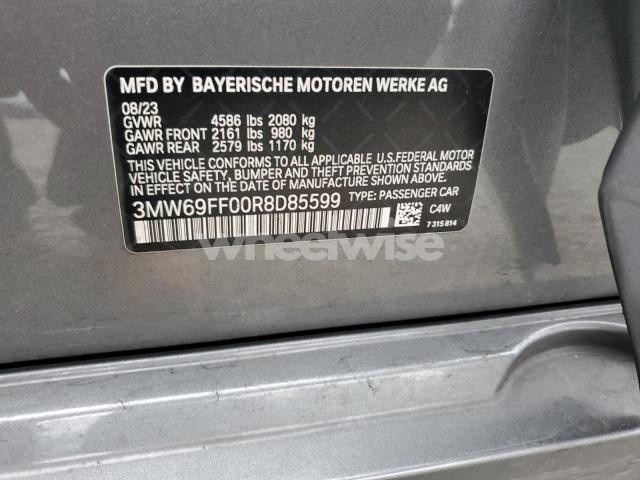 MFD BY BAYERISCHE MOTOREN WERKE AG
08/23
GVWR 4586 lbs 2080 kg
GAWR FRONT 2161 lbs 980 kg
GAWR REAR 2579 lbs 1170 kg
THIS VEHICLE CONFORMS TO ALL APPLICABLE U.S. FEDERAL MOTOR
VEHICLE SAFETY, BUMPER AND THEFT PREVENTION STANDARDS
IN EFFECT ON THE DATE OF MANUFACTURE SHOWN ABOVE.
3MW69FF00R8D85599 TYPE: PASSENGER CAR
C4W
7315814
wheelwise